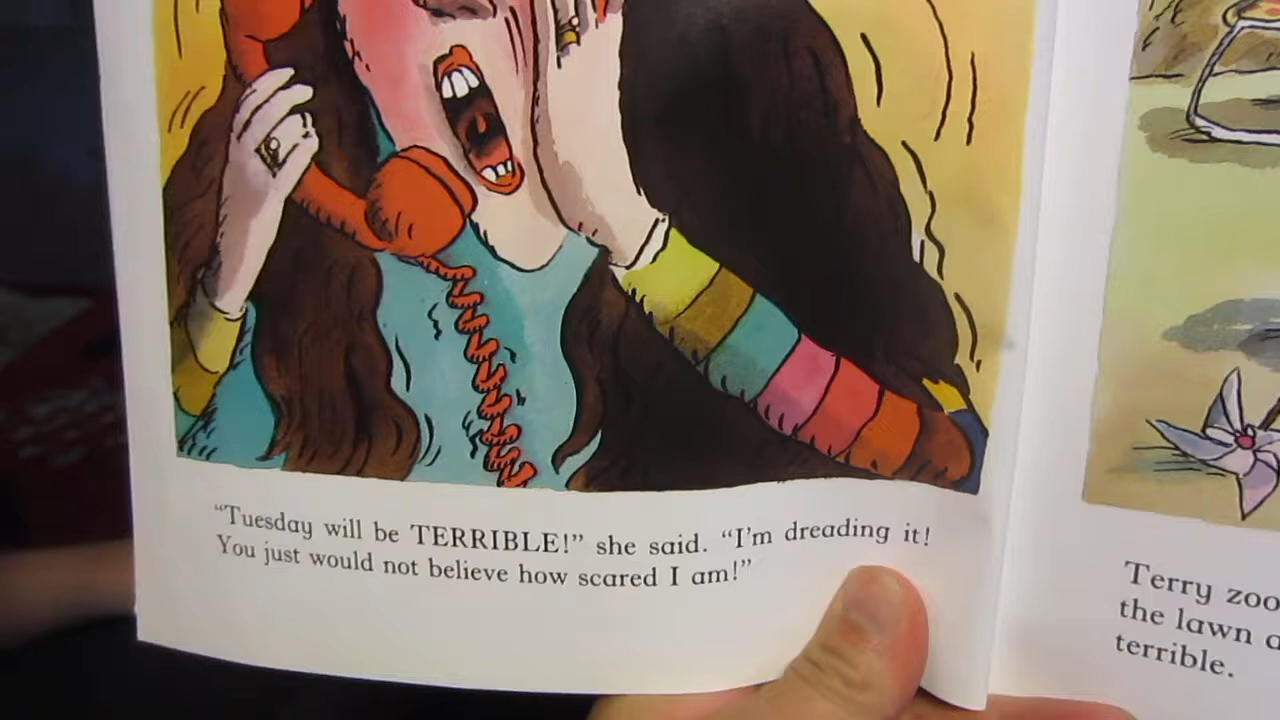 “Tuesday will be TERRIBLE!” she said. “I’m dreading it!
You just would not believe how scared I am!”
Terry zoo
the lawn a
terrible.